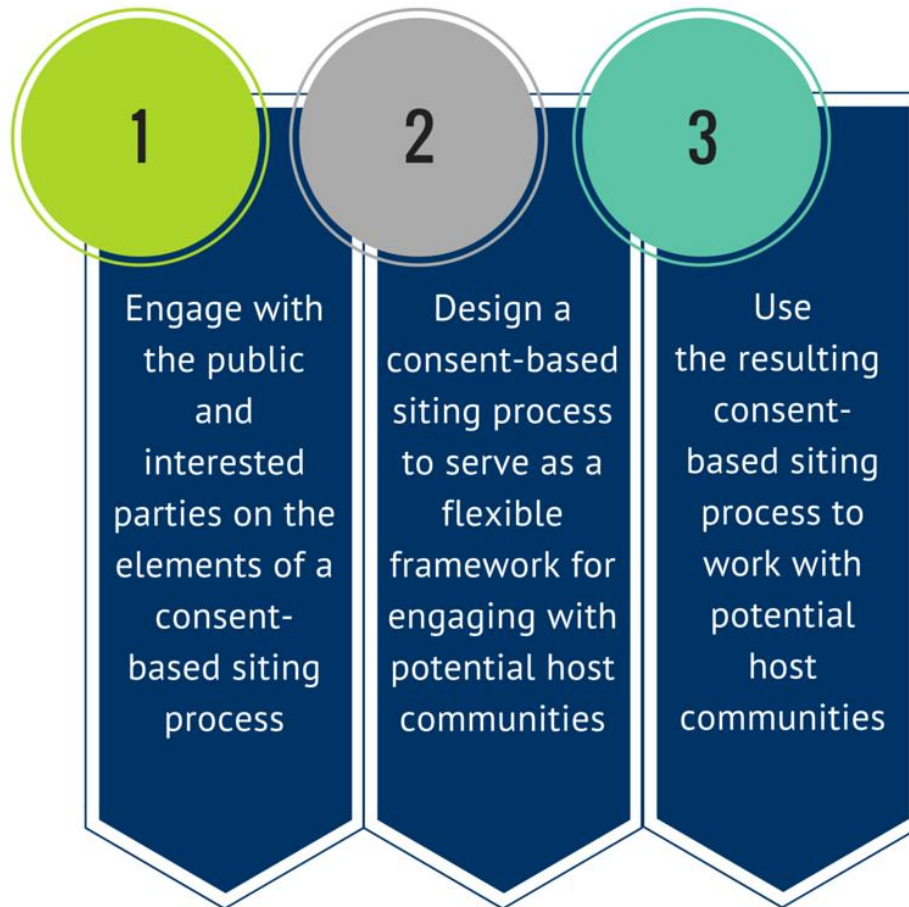 1
Engage with
the public
and
interested
parties on the
elements of a
consent-
based siting
process
2
Design a
consent-based
siting process
to serve as a
flexible
framework for
engaging with
potential host
communities
3
Use
the resulting
consent-
based siting
process to
work with
potential
host
communities